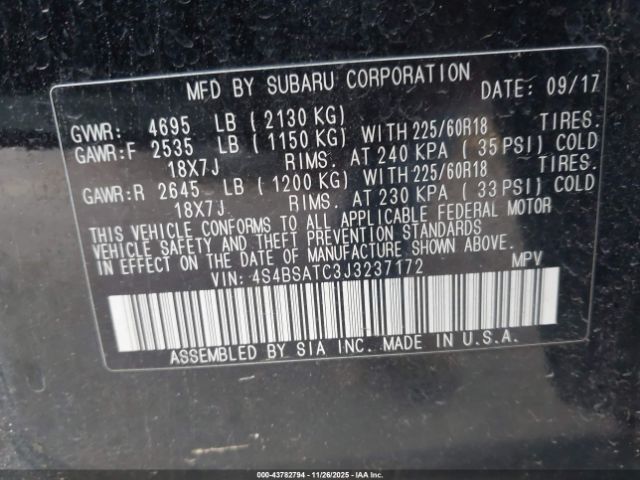 MFD BY SUBARU CORPORATION DATE: 09/17
GVWR: 4695 LB ( 2130 KG)
GAWR:F 2535 LB ( 1150 KG) WITH 225/60R18 TIRES.
18X7J RIMS. AT 240 KPA ( 35 PSI) COLD
GAWR:R 2645 LB ( 1200 KG) WITH 225/60R18 TIRES.
18X7J RIMS. AT 230 KPA ( 33 PSI) COLD
THIS VEHICLE CONFORMS TO ALL APPLICABLE FEDERAL MOTOR
VEHICLE SAFETY AND THEFT PREVENTION STANDARDS IN EFFECT
ON THE DATE OF MANUFACTURE SHOWN ABOVE.
VIN: 4S4BSATC3J3237172 MPV
ASSEMBLED BY SIA INC. MADE IN U.S.A.
000-43782794 - 11/26/2025 - COPART